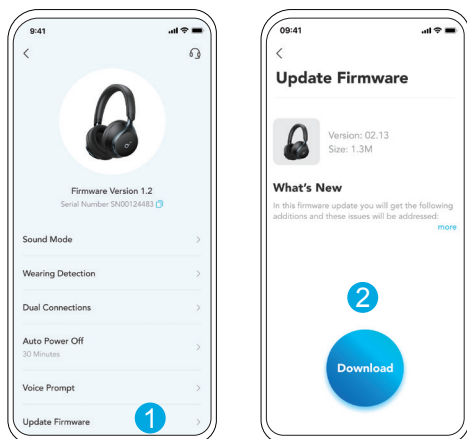 9:41
Firmware Version 1.2
Serial Number SN00124483
Sound Mode
Wearing Detection
Dual Connections
Auto Power Off
30 Minutes
Voice Prompt
Update Firmware
1
09:41
Update Firmware
Version: 02.13
Size: 1.3M
What's New
In this firmware update you will get the following
additions and these issues will be addressed:
more
2
Download